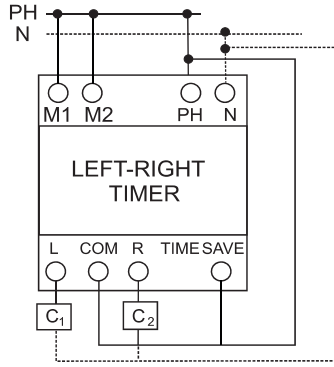 PH
N
M1 M2 PH N
LEFT-RIGHT
TIMER
L COM R TIME SAVE
C1 C2